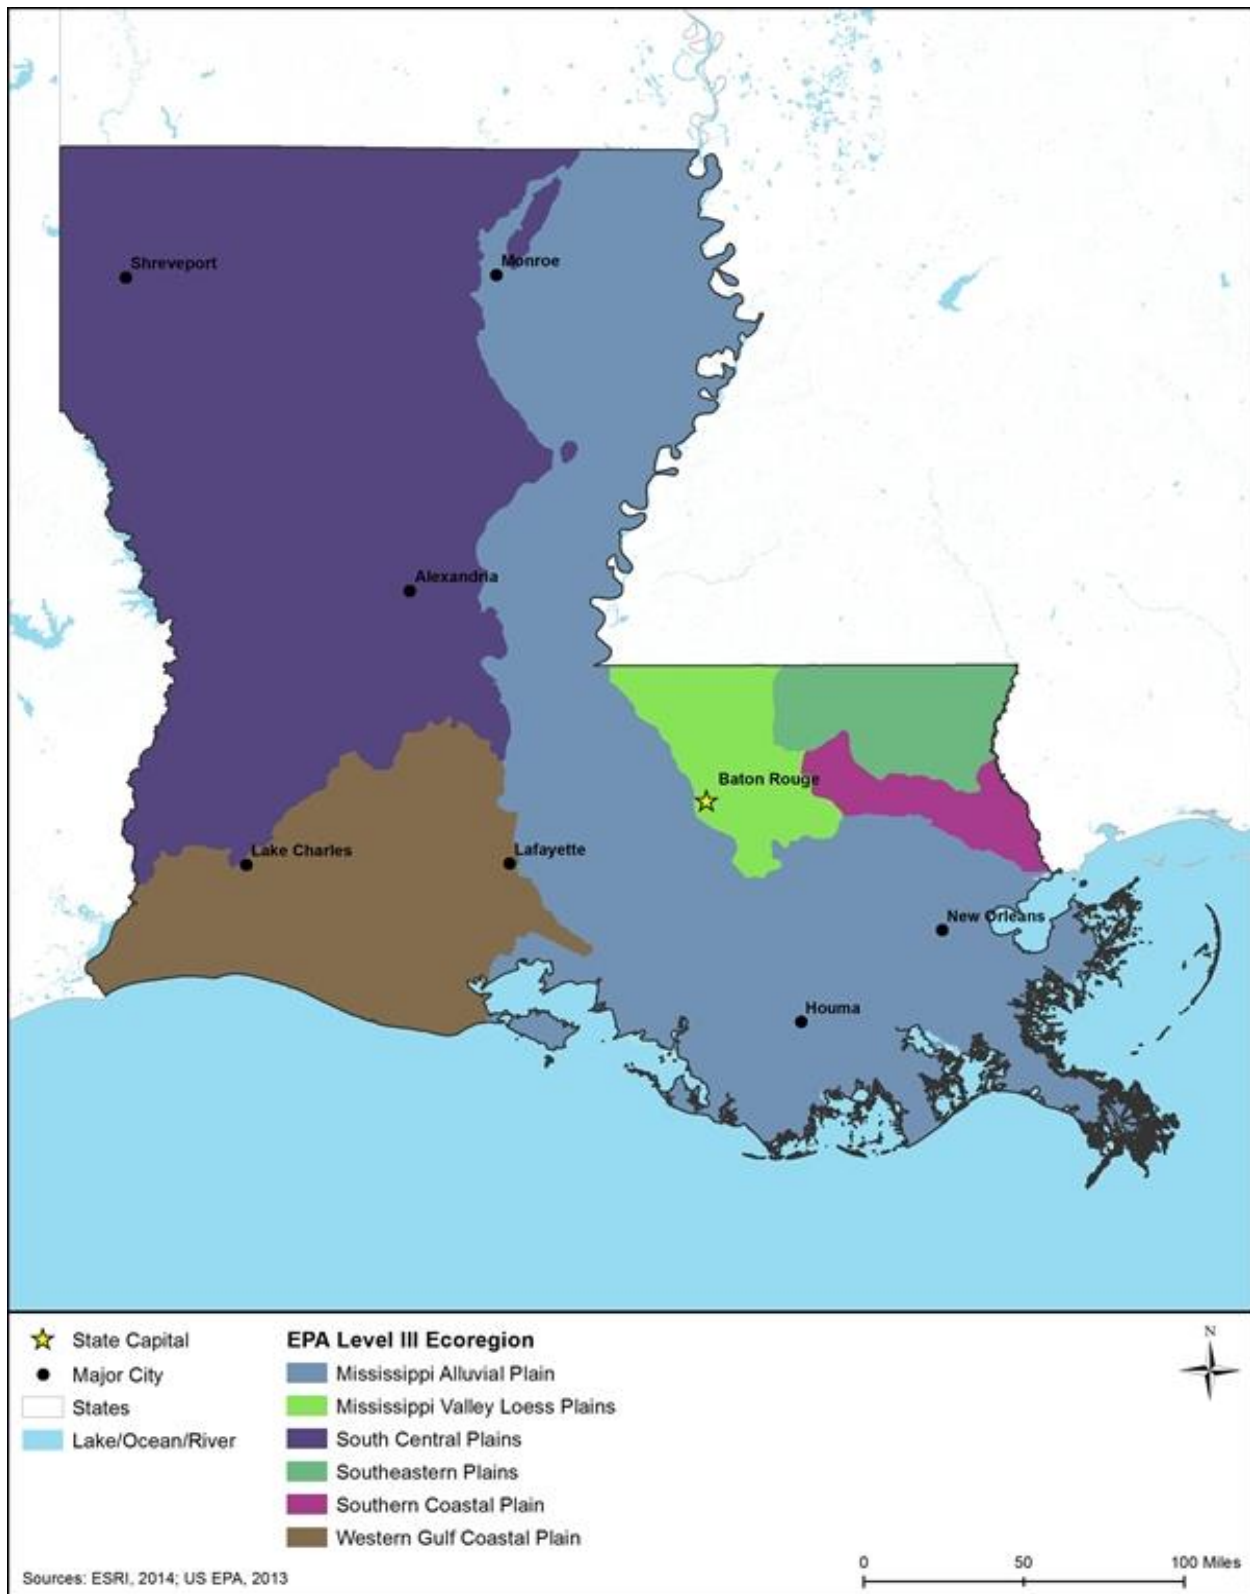 Shreveport
Monroe
Alexandria
Baton Rouge
Lake Charles
Lafayette
New Orleans
Houma
State Capital
Major City
States
Lake/Ocean/River
EPA Level III Ecoregion
Mississippi Alluvial Plain
Mississippi Valley Loess Plains
South Central Plains
Southeastern Plains
Southern Coastal Plain
Western Gulf Coastal Plain
N
0 50 100 Miles
Sources: ESRI, 2014; US EPA, 2013